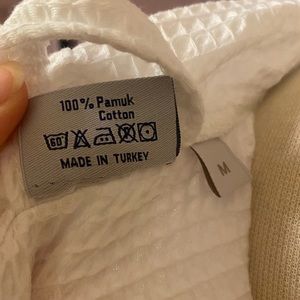 100% Pamuk
Cotton
60°
MADE IN TURKEY
M